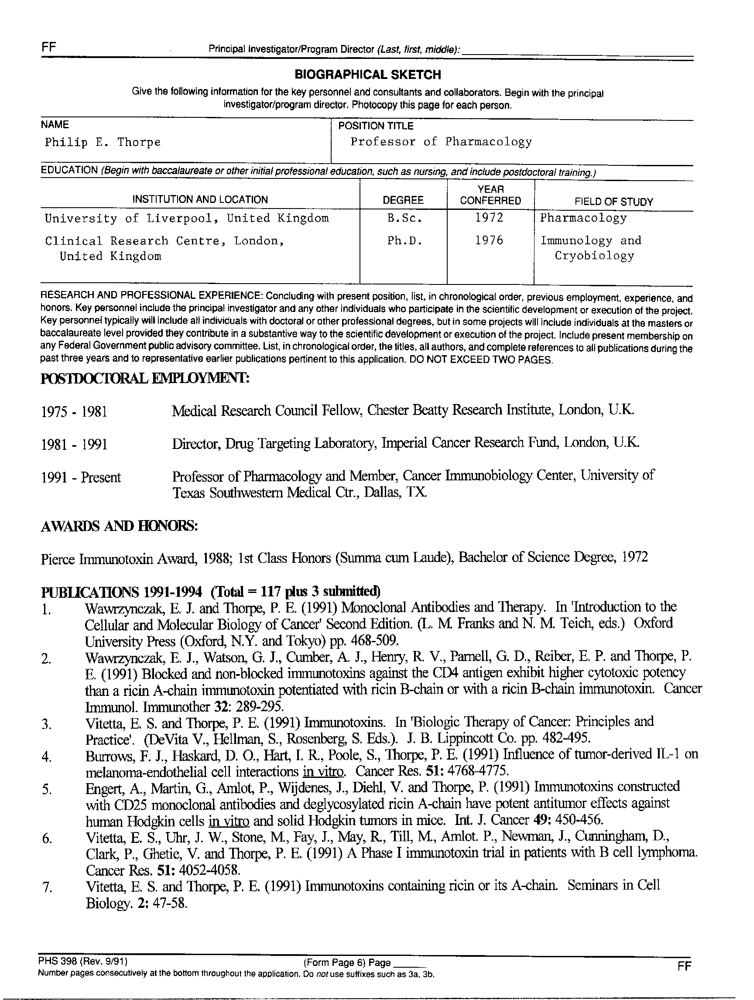 FF
Principal Investigator/Program Director (Last, first, middle):
BIOGRAPHICAL SKETCH
Give the following information for the key personnel and consultants and collaborators. Begin with the principal
investigator/program director. Photocopy this page for each person.
NAME
POSITION TITLE
Philip E. Thorpe
Professor of Pharmacology
EDUCATION (Begin with baccalaureate or other initial professional education, such as nursing, and include postdoctoral training.)
INSTITUTION AND LOCATION
DEGREE
YEAR
CONFERRED
FIELD OF STUDY
University of Liverpool, United Kingdom
B.Sc.
1972
Pharmacology
Clinical Research Centre, London,
United Kingdom
Ph.D.
1976
Immunology and
Cryobiology
RESEARCH AND PROFESSIONAL EXPERIENCE: Concluding with present position, list, in chronological order, previous employment, experience, and
honors. Key personnel include the principal investigator and any other individuals who participate in the scientific development or execution of the project.
Key personnel typically will include all individuals with doctoral or other professional degrees, but in some projects will include individuals at the masters or
baccalaureate level provided they contribute in a substantive way to the scientific development or execution of the project. Include present membership on
any Federal Government public advisory committee. List, in chronological order, the titles, all authors, and complete references to all publications during the
past three years and to representative earlier publications pertinent to this application. DO NOT EXCEED TWO PAGES.
POSTDOCTORAL EMPLOYMENT:
1975 - 1981 Medical Research Council Fellow, Chester Beatty Research Institute, London, U.K.
1981 - 1991 Director, Drug Targeting Laboratory, Imperial Cancer Research Fund, London, U.K.
1991 - Present Professor of Pharmacology and Member, Cancer Immunobiology Center, University of
Texas Southwestern Medical Ctr., Dallas, TX.
AWARDS AND HONORS:
Pierce Immunotoxin Award, 1988; 1st Class Honors (Summa cum Laude), Bachelor of Science Degree, 1972
PUBLICATIONS 1991-1994 (Total = 117 plus 3 submitted)
1. Wawrzynczak, E. J. and Thorpe, P. E. (1991) Monoclonal Antibodies and Therapy. In 'Introduction to the
Cellular and Molecular Biology of Cancer' Second Edition. (L. M. Franks and N. M. Teich, eds.) Oxford
University Press (Oxford, N.Y. and Tokyo) pp. 468-509.
2. Wawrzynczak, E. J., Watson, G. J., Cumber, A. J., Henry, R. V., Parnell, G. D., Reiber, E. P. and Thorpe, P.
E. (1991) Blocked and non-blocked immunotoxins against the CD4 antigen exhibit higher cytotoxic potency
than a ricin A-chain immunotoxin potentiated with ricin B-chain or with a ricin B-chain immunotoxin. Cancer
Immunol. Immunother 32: 289-295.
3. Vitetta, E. S. and Thorpe, P. E. (1991) Immunotoxins. In 'Biologic Therapy of Cancer: Principles and
Practice'. (DeVita V., Hellman, S., Rosenberg, S. Eds.). J. B. Lippincott Co. pp. 482-495.
4. Burrows, F. J., Haskard, D. O., Hart, I. R., Poole, S., Thorpe, P. E. (1991) Influence of tumor-derived IL-1 on
melanoma-endothelial cell interactions in vitro. Cancer Res. 51: 4768-4775.
5. Engert, A., Martin, G., Amlot, P., Wijdenes, J., Diehl, V. and Thorpe, P. (1991) Immunotoxins constructed
with CD25 monoclonal antibodies and deglycosylated ricin A-chain have potent antitumor effects against
human Hodgkin cells in vitro and solid Hodgkin tumors in mice. Int. J. Cancer 49: 450-456.
6. Vitetta, E. S., Uhr, J. W., Stone, M., Fay, J., May, R., Till, M., Amlot. P., Newman, J., Cunningham, D.,
Clark, P., Ghetie, V. and Thorpe, P. E. (1991) A Phase I immunotoxin trial in patients with B cell lymphoma.
Cancer Res. 51: 4052-4058.
7. Vitetta, E. S. and Thorpe, P. E. (1991) Immunotoxins containing ricin or its A-chain. Seminars in Cell
Biology. 2: 47-58.
PHS 398 (Rev. 9/91)
(Form Page 6) Page
FF
Number pages consecutively at the bottom throughout the application. Do not use suffixes such as 3a, 3b.